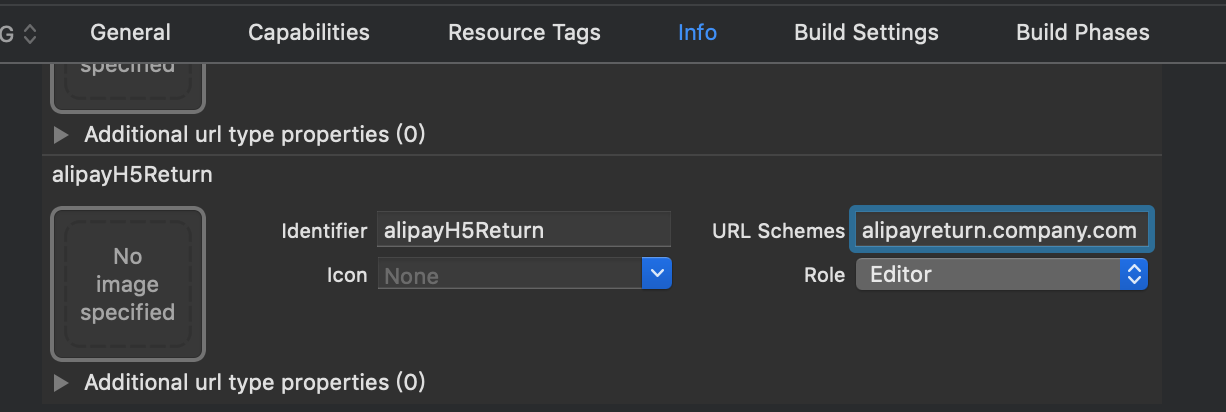 G General Capabilities Resource Tags Info Build Settings Build Phases
specified
Additional url type properties (0)
alipayH5Return
Identifier alipayH5Return URL Schemes alipayreturn.company.com
No
image
specified
Icon None Role Editor
Additional url type properties (0)